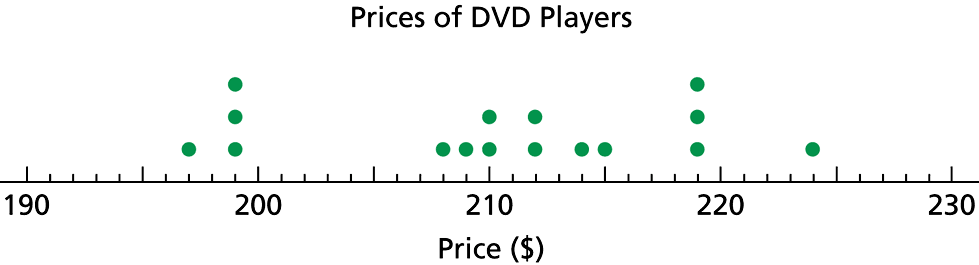 Prices of DVD Players
190 200 210 220 230
Price ($)